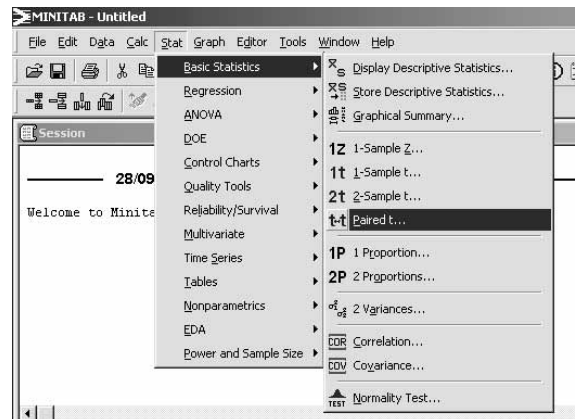 MINITAB - Untitled
File Edit Data Calc Stat Graph Editor Tools Window Help
Session
28/09
Welcome to Minita
Basic Statistics
Regression
ANOVA
DOE
Control Charts
Quality Tools
Reliability/Survival
Multivariate
Time Series
Tables
Nonparametrics
EDA
Power and Sample Size
Display Descriptive Statistics...
Store Descriptive Statistics...
Graphical Summary...
1Z 1-Sample Z...
1t 1-Sample t...
2t 2-Sample t...
t-t Paired t...
1P 1 Proportion...
2P 2 Proportions...
2 Variances...
COR Correlation...
COV Covariance...
TEST Normality Test...